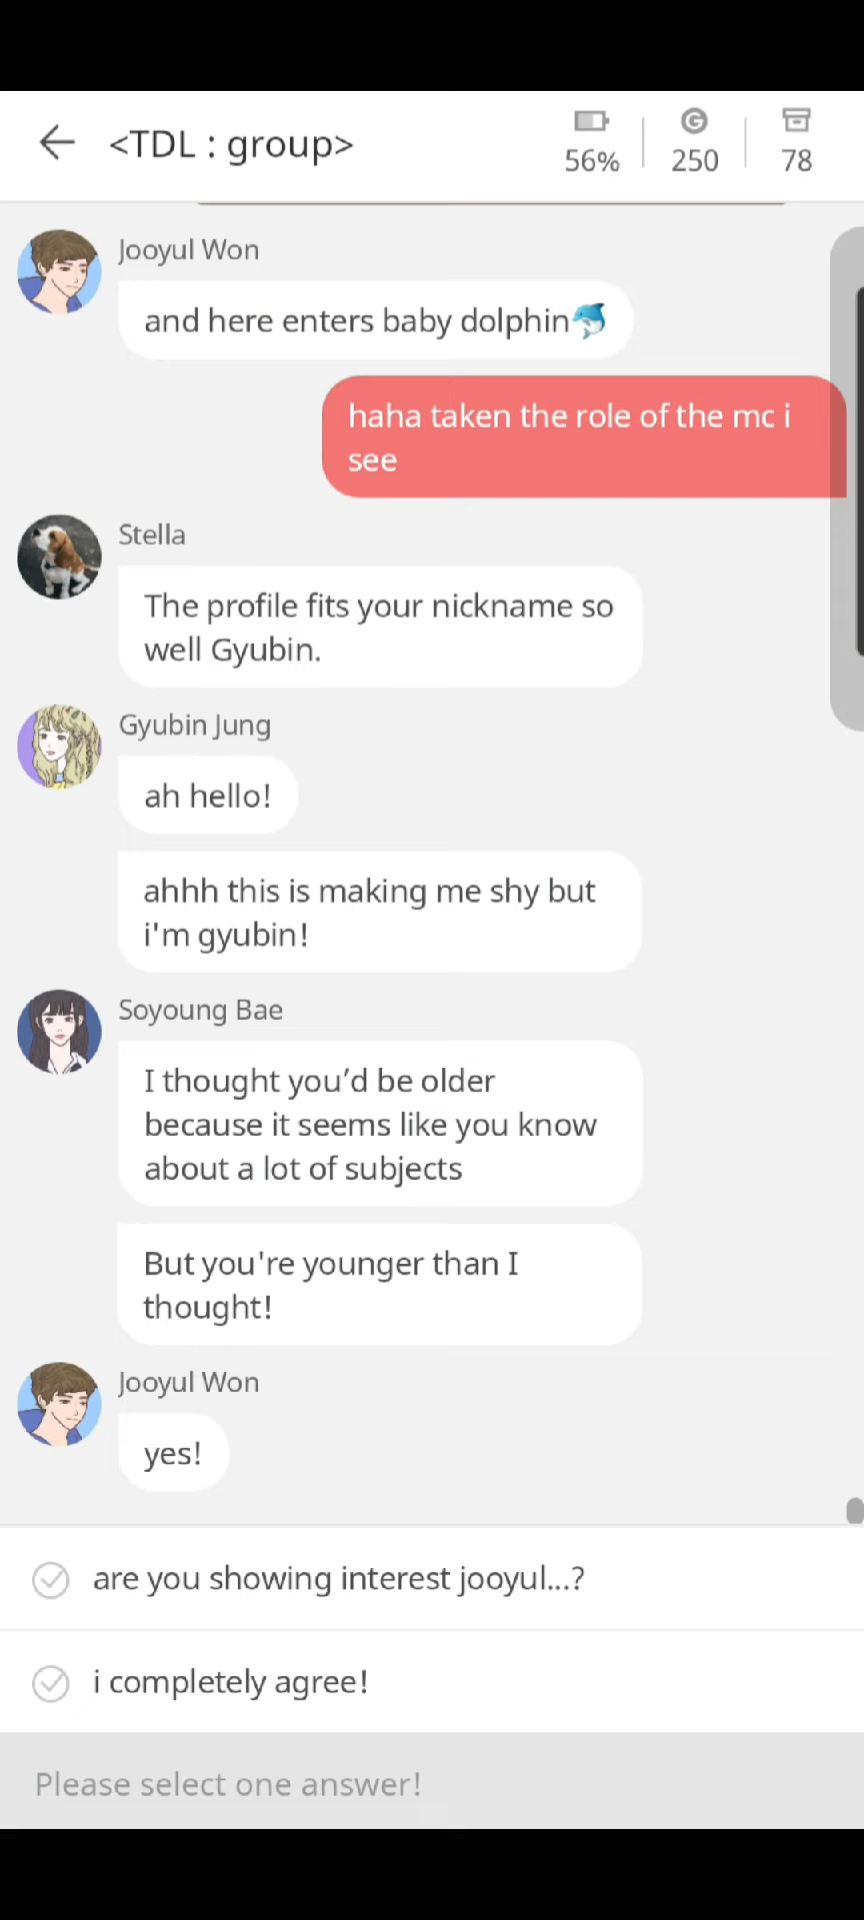 <TDL : group>
56%
250
78
Jooyul Won
and here enters baby dolphin🐬
haha taken the role of the mc i
see
Stella
The profile fits your nickname so
well Gyubin.
Gyubin Jung
ah hello!
ahhh this is making me shy but
i'm gyubin!
Soyoung Bae
I thought you’d be older
because it seems like you know
about a lot of subjects
But you're younger than I
thought!
Jooyul Won
yes!
are you showing interest jooyul...?
i completely agree!
Please select one answer!